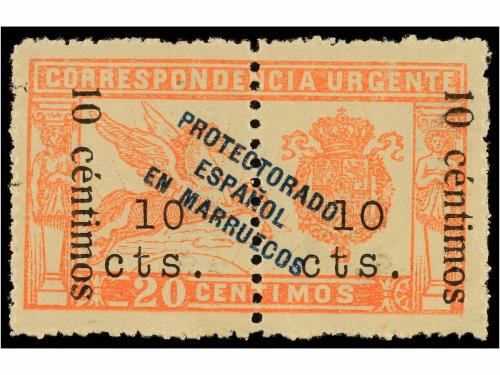 CORRESPONDENCIA URGENTE
10 céntimos
PROTECTORADO
ESPAÑOL
EN MARRUECOS
10
cts.
10
cts.
10 céntimos
20 CENTIMOS